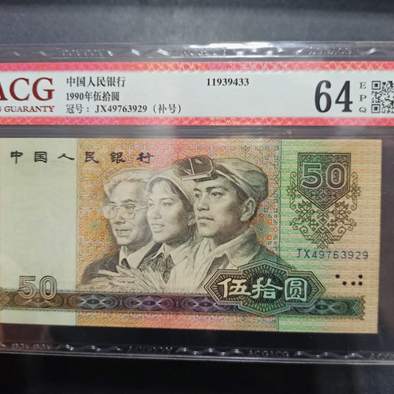 ACG
GUARANTY
中国人民银行
1990年伍拾圆
冠号：JX49763929（补号）
11939433
64
EPQ
中国人民银行
50
JX49763929
50
伍拾圆